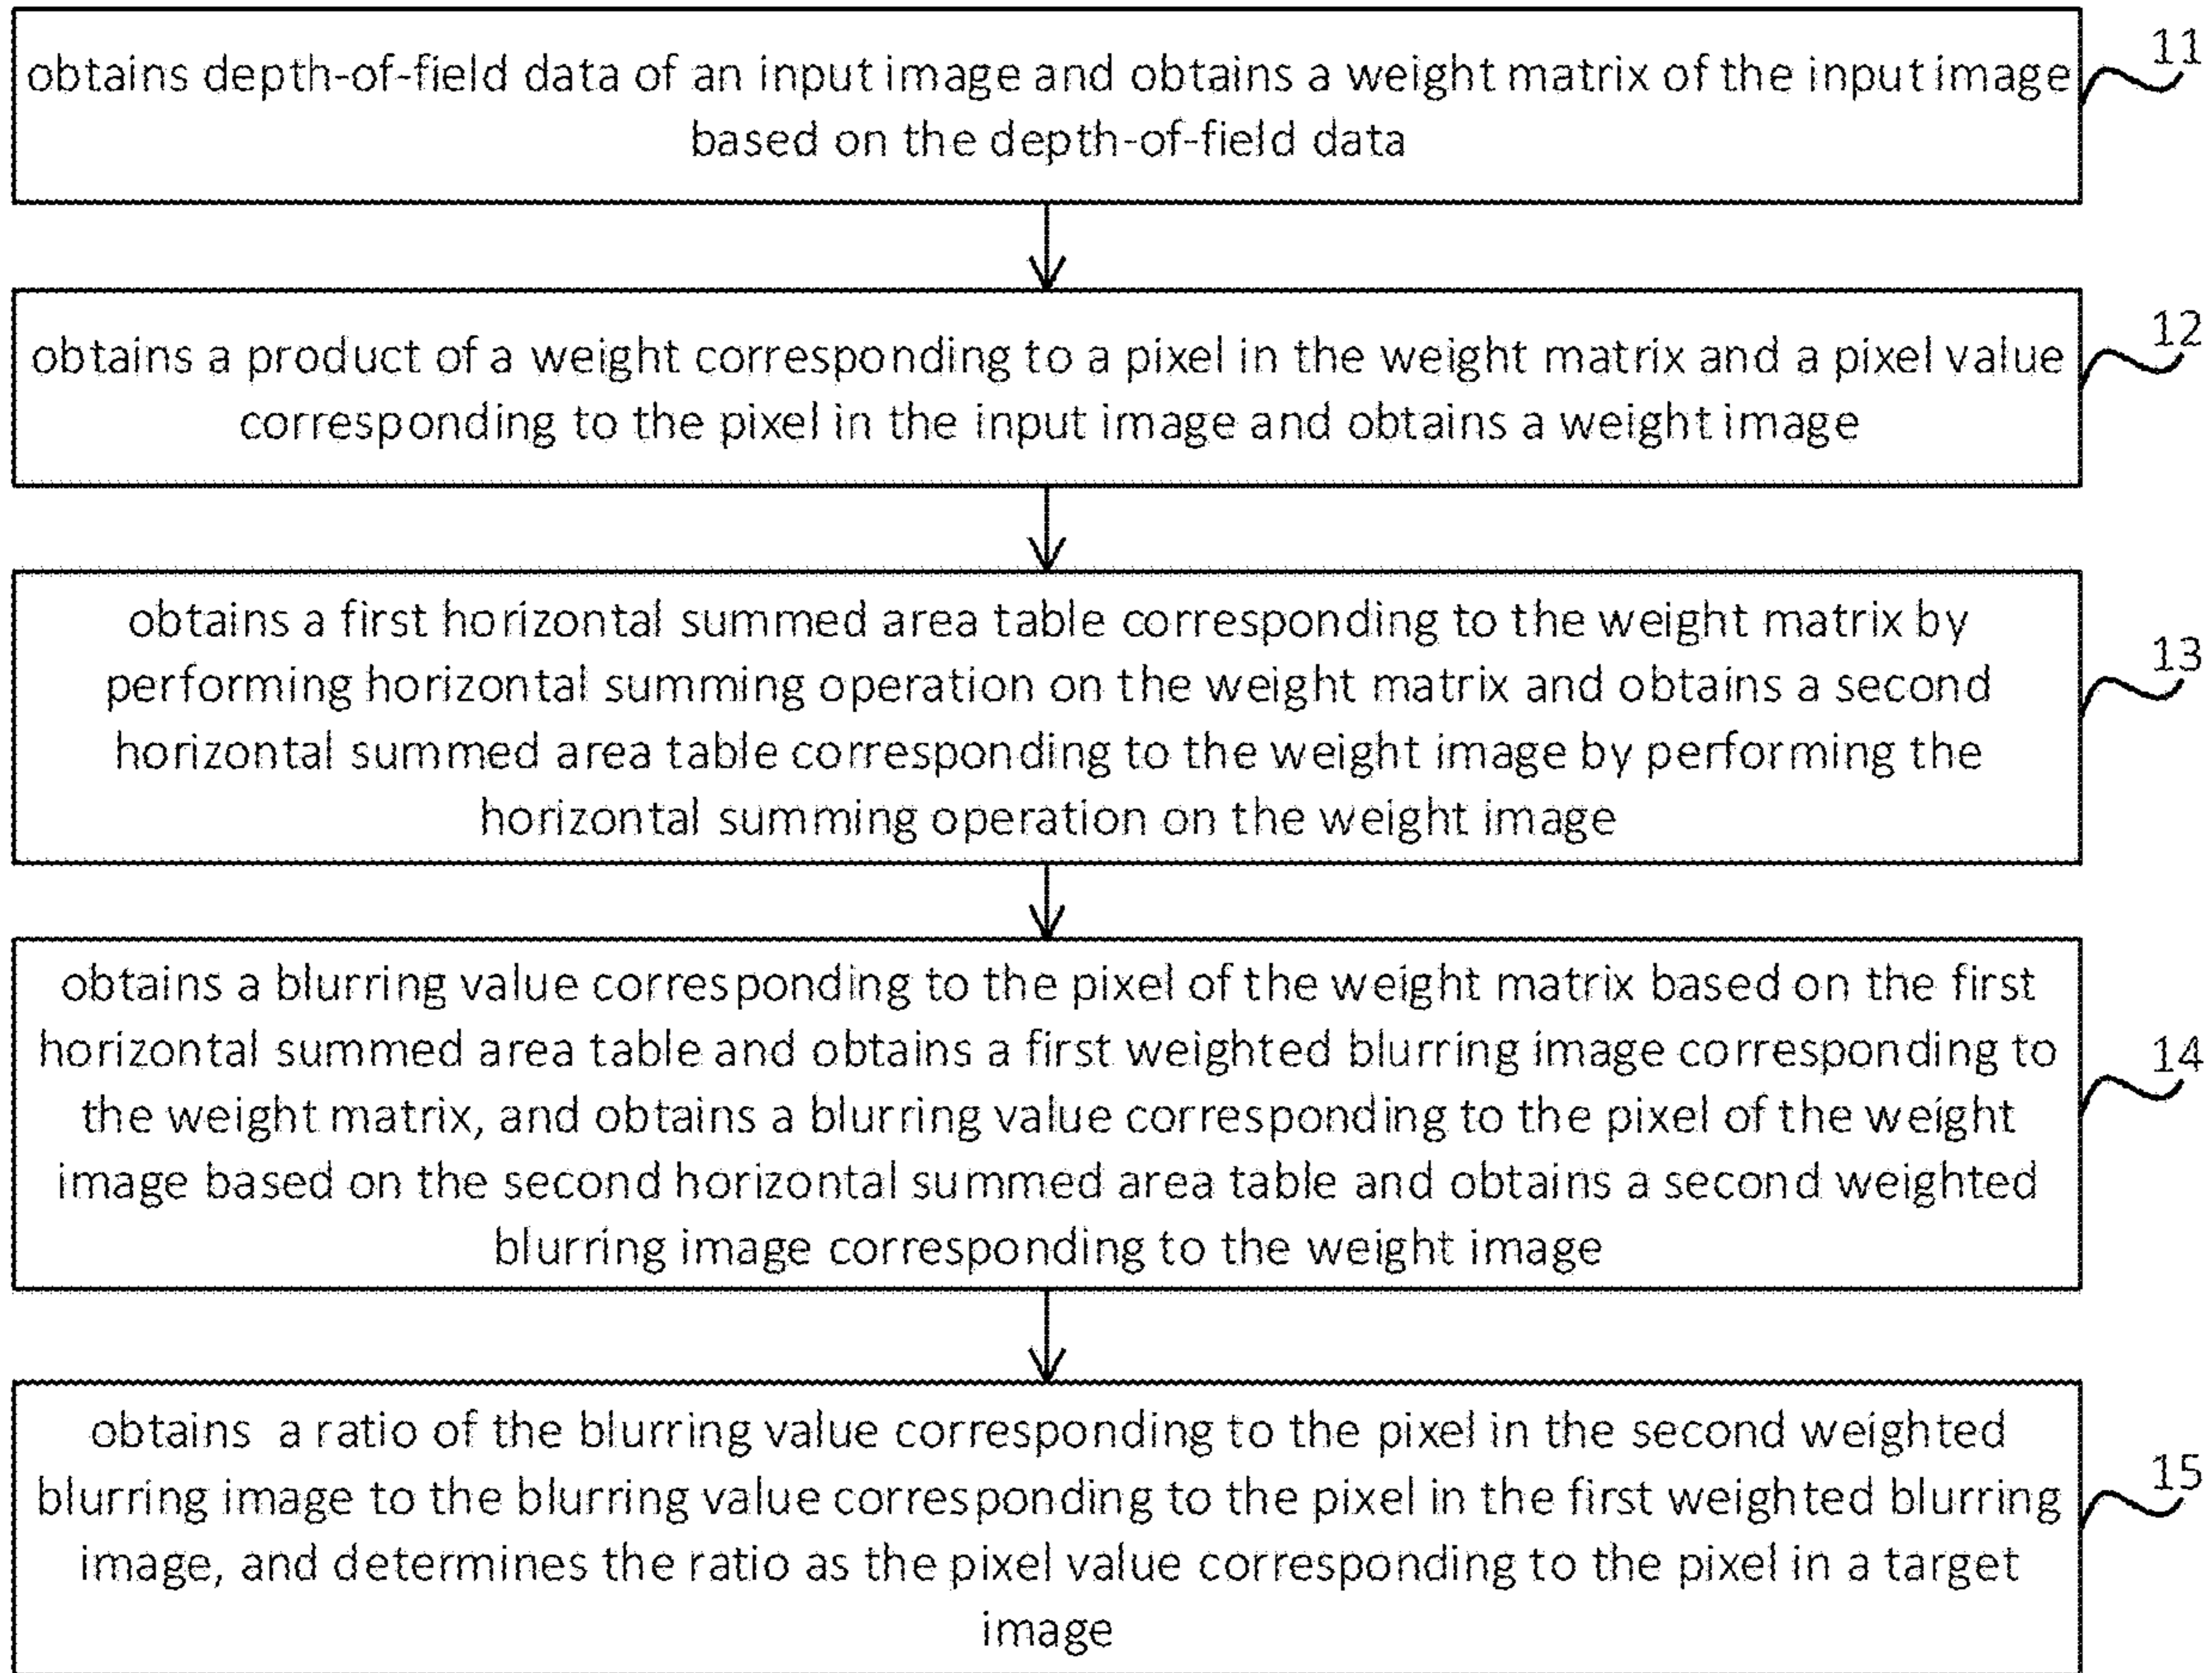 obtains depth-of-field data of an input image and obtains a weight matrix of the input image
based on the depth-of-field data
11
obtains a product of a weight corresponding to a pixel in the weight matrix and a pixel value
corresponding to the pixel in the input image and obtains a weight image
12
obtains a first horizontal summed area table corresponding to the weight matrix by
performing horizontal summing operation on the weight matrix and obtains a second
horizontal summed area table corresponding to the weight image by performing the
horizontal summing operation on the weight image
13
obtains a blurring value corresponding to the pixel of the weight matrix based on the first
horizontal summed area table and obtains a first weighted blurring image corresponding to
the weight matrix, and obtains a blurring value corresponding to the pixel of the weight
image based on the second horizontal summed area table and obtains a second weighted
blurring image corresponding to the weight image
14
obtains a ratio of the blurring value corresponding to the pixel in the second weighted
blurring image to the blurring value corresponding to the pixel in the first weighted blurring
image, and determines the ratio as the pixel value corresponding to the pixel in a target
image
15